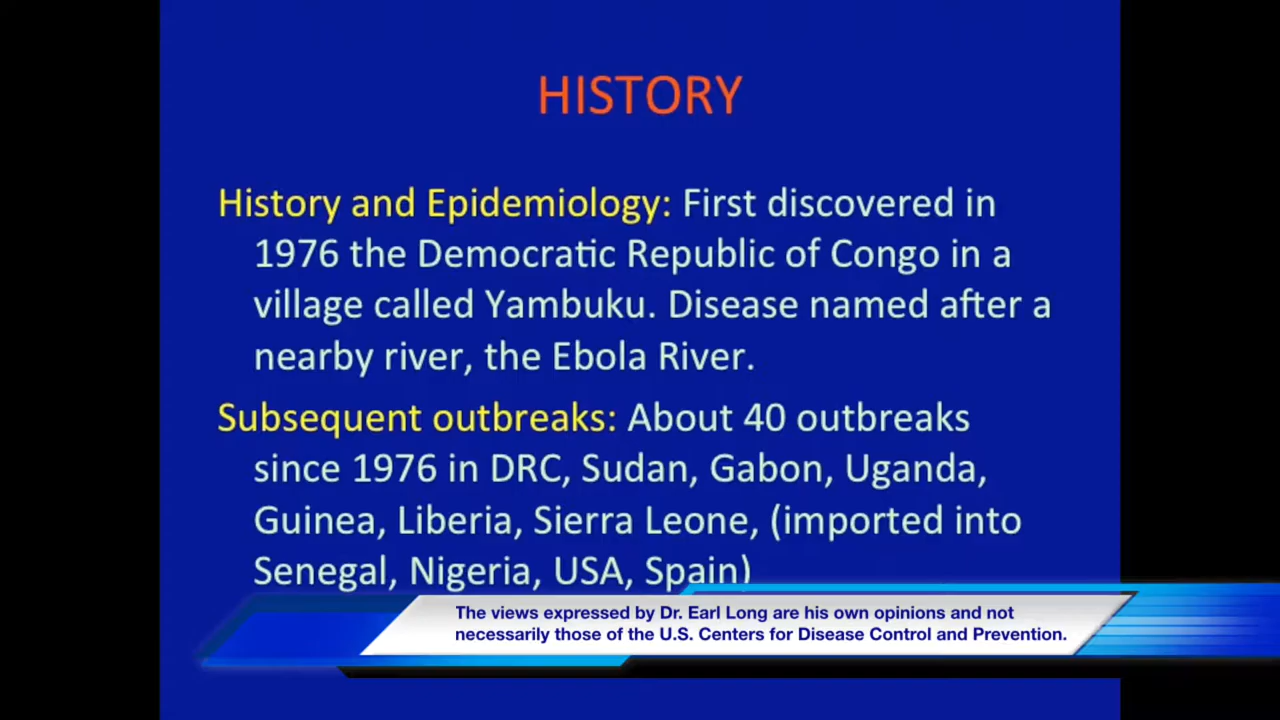 HISTORY
History and Epidemiology: First discovered in
1976 the Democratic Republic of Congo in a
village called Yambuku. Disease named after a
nearby river, the Ebola River.
Subsequent outbreaks: About 40 outbreaks
since 1976 in DRC, Sudan, Gabon, Uganda,
Guinea, Liberia, Sierra Leone, (imported into
Senegal, Nigeria, USA, Spain)
The views expressed by Dr. Earl Long are his own opinions and not
necessarily those of the U.S. Centers for Disease Control and Prevention.